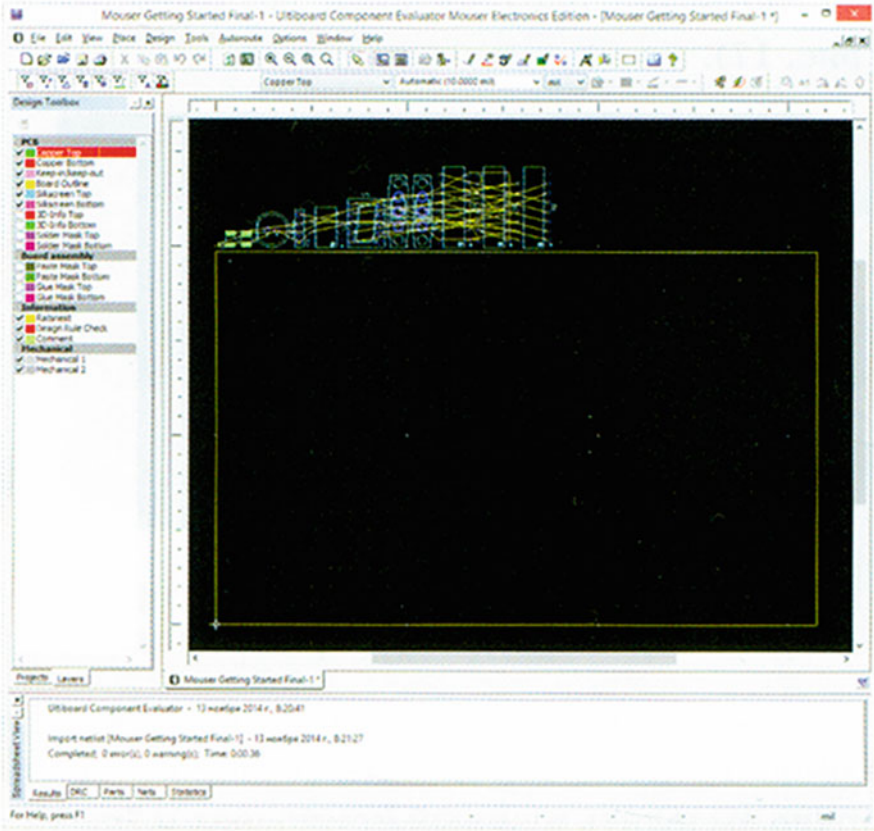 Mouser Getting Started Final-1 - Ultiboard Component Evaluator Mouser Electronics Edition - [Mouser Getting Started Final-1 *]
File Edit View Place Design Tools Autoroute Options Window Help
Copper Top Automatic (10.0000 mil) mil
Design Toolbox
PCB
Copper Top
Copper Bottom
Keep-in/keep-out
Board Outline
Silkscreen Top
Silkscreen Bottom
3D-Info Top
3D-Info Bottom
Solder Mask Top
Solder Mask Bottom
Board assembly
Paste Mask Top
Paste Mask Bottom
Glue Mask Top
Glue Mask Bottom
Information
Ratsnest
Design Rule Check
Comment
Mechanical
Mechanical 1
Mechanical 2
Projects Layers
Mouser Getting Started Final-1 *
Spreadsheet View
Ultiboard Component Evaluator - 13 ноября 2014 г., 8:20:41
Import netlist [Mouser Getting Started Final-1] - 13 ноября 2014 г., 8:21:27
Completed; 0 error(s), 0 warning(s); Time: 0:00.36
Results DRC Parts Nets Statistics
For Help, press F1 mil